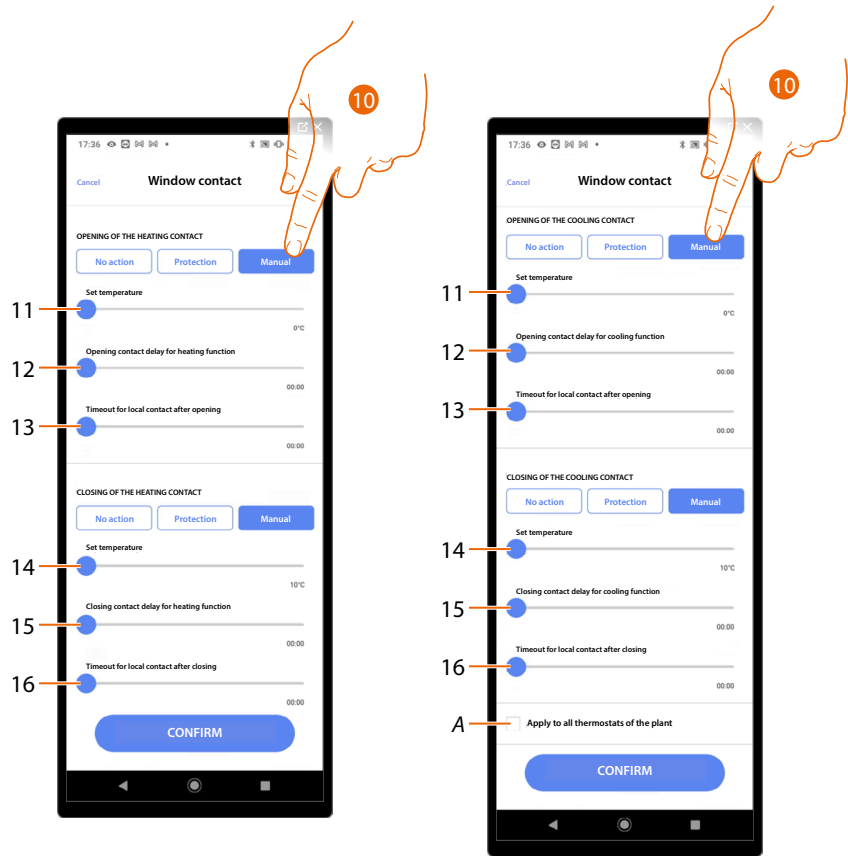 10
17:36
Cancel
Window contact
OPENING OF THE HEATING CONTACT
No action
Protection
Manual
11
Set temperature
0°C
12
Opening contact delay for heating function
00:00
13
Timeout for local contact after opening
00:00
CLOSING OF THE HEATING CONTACT
No action
Protection
Manual
14
Set temperature
10°C
15
Closing contact delay for heating function
00:00
16
Timeout for local contact after closing
00:00
CONFIRM
10
17:36
Cancel
Window contact
OPENING OF THE COOLING CONTACT
No action
Protection
Manual
11
Set temperature
0°C
12
Opening contact delay for cooling function
00:00
13
Timeout for local contact after opening
00:00
CLOSING OF THE COOLING CONTACT
No action
Protection
Manual
14
Set temperature
10°C
15
Closing contact delay for cooling function
00:00
16
Timeout for local contact after closing
00:00
A
Apply to all thermostats of the plant
CONFIRM